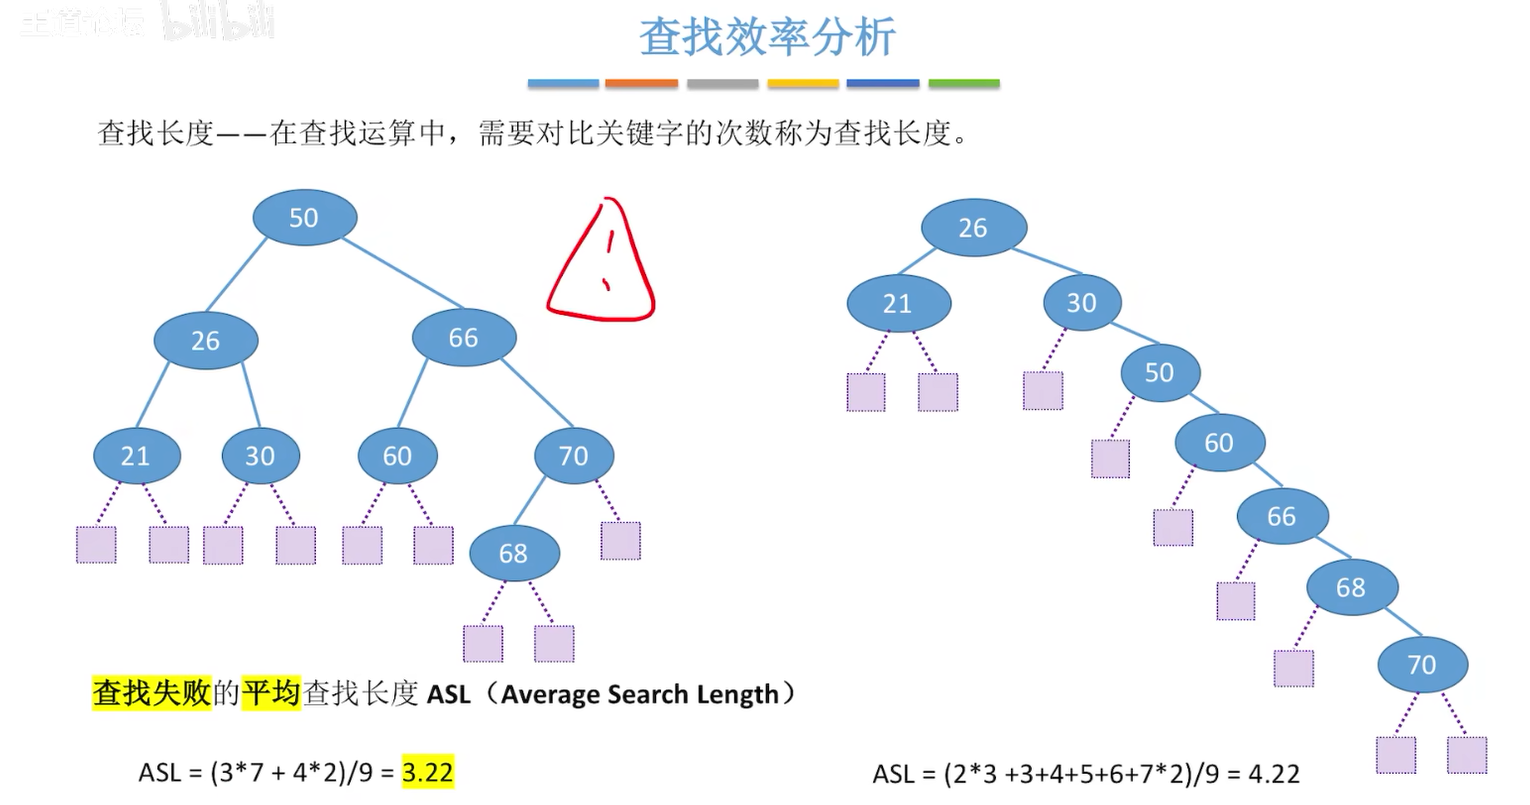 bilibili
查找效率分析
查找长度——在查找运算中，需要对比关键字的次数称为查找长度。
50
26
66
21
30
60
70
68
26
21
30
50
60
66
68
70
查找失败的平均查找长度 ASL（Average Search Length）
ASL = (3*7 + 4*2)/9 = 3.22
ASL = (2*3 +3+4+5+6+7*2)/9 = 4.22